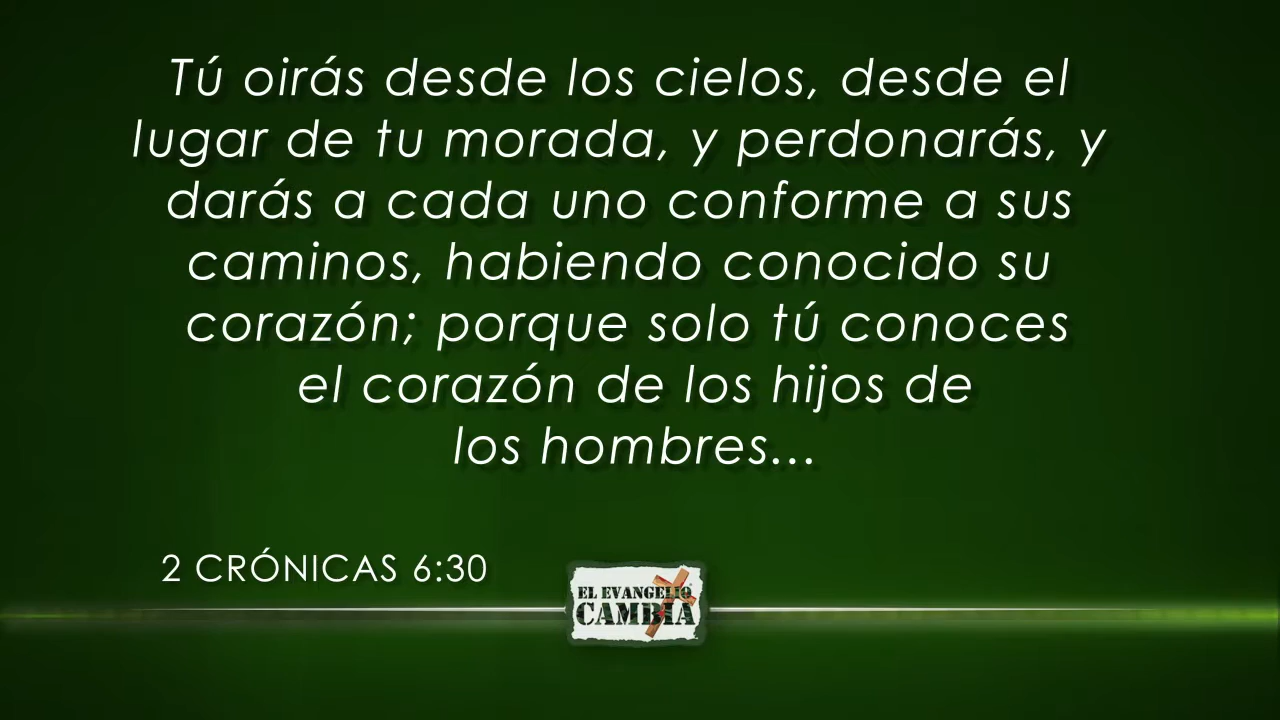 Tú oirás desde los cielos, desde el
lugar de tu morada, y perdonarás, y
darás a cada uno conforme a sus
caminos, habiendo conocido su
corazón; porque solo tú conoces
el corazón de los hijos de
los hombres...
2 CRÓNICAS 6:30
EL EVANGELIO
CAMBIA